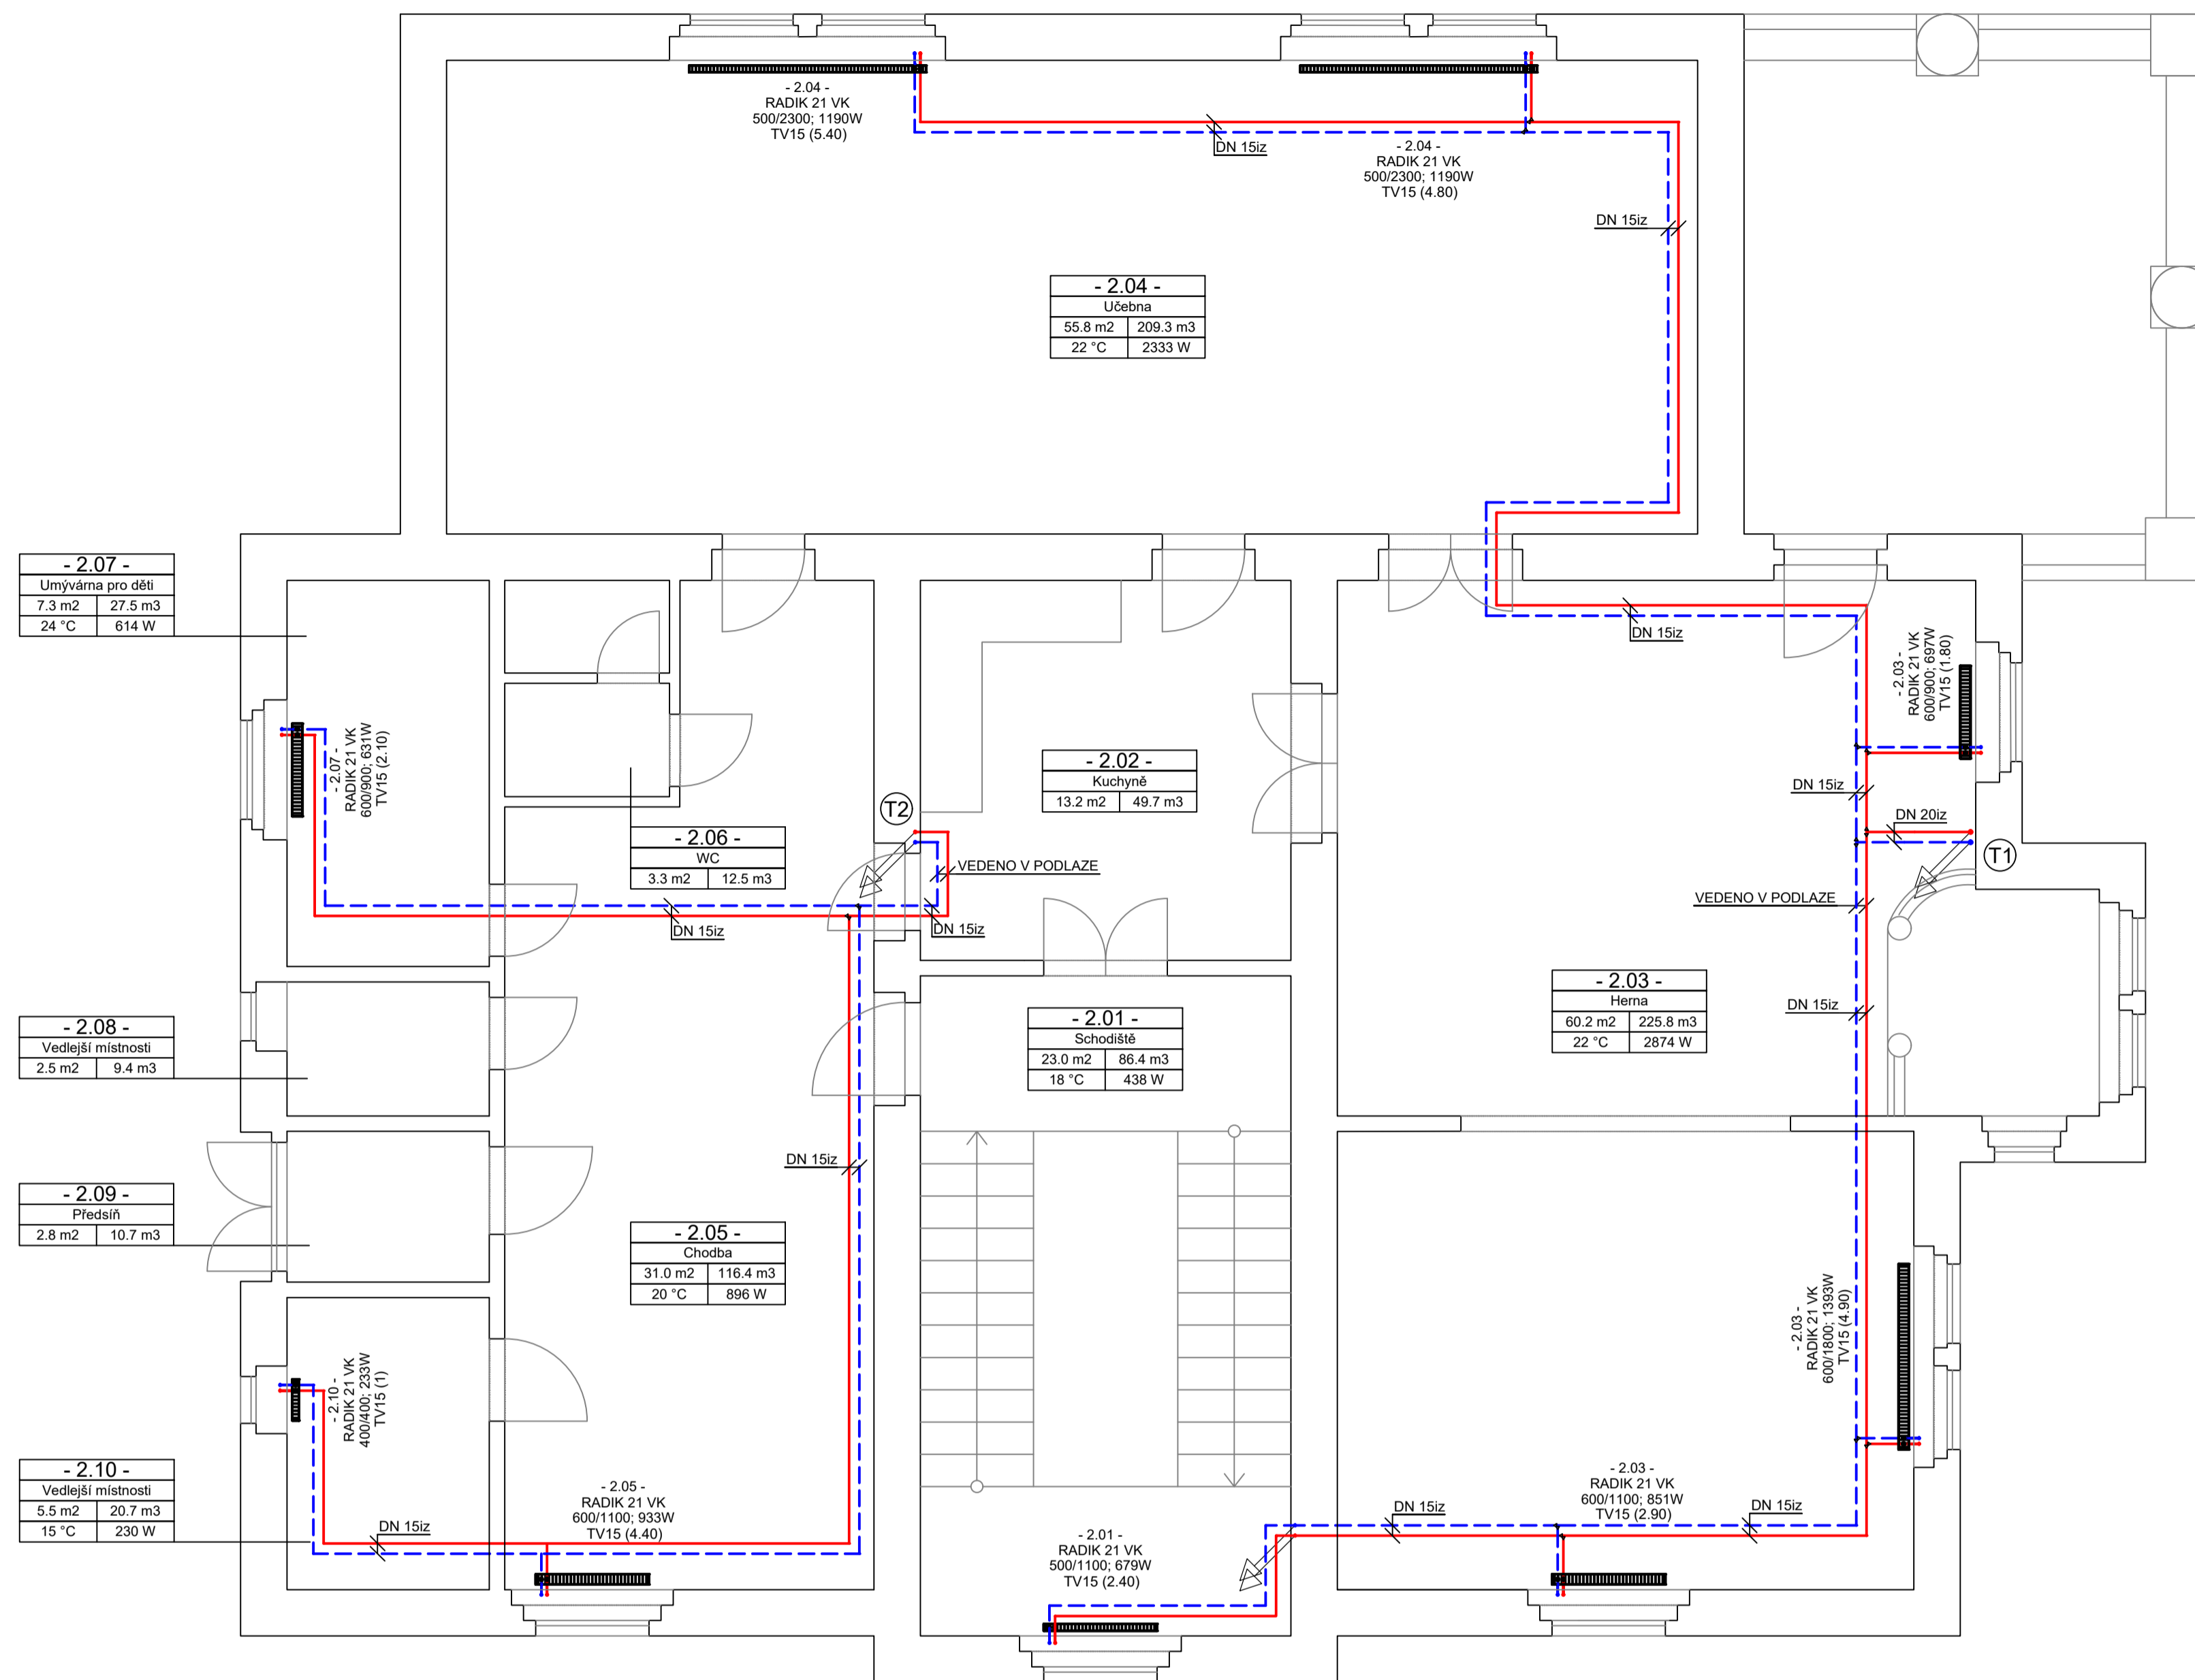 - 2.04 -
RADIK 21 VK
500/2300; 1190W
TV15 (5.40)
DN 15iz
- 2.04 -
RADIK 21 VK
500/2300; 1190W
TV15 (4.80)
DN 15iz
- 2.04 -
Učebna
55.8 m2 209.3 m3
22 °C 2333 W
- 2.07 -
Umývárna pro děti
7.3 m2 27.5 m3
24 °C 614 W
DN 15iz
- 2.03 -
RADIK 21 VK
600/900; 697W
TV15 (1.80)
- 2.07 -
RADIK 21 VK
600/900; 631W
TV15 (2.10)
T2
- 2.02 -
Kuchyně
13.2 m2 49.7 m3
DN 15iz
DN 20iz
T1
- 2.06 -
WC
3.3 m2 12.5 m3
VEDENO V PODLAZE
VEDENO V PODLAZE
DN 15iz
DN 15iz
- 2.03 -
Herna
60.2 m2 225.8 m3
22 °C 2874 W
DN 15iz
- 2.08 -
Vedlejší místnosti
2.5 m2 9.4 m3
- 2.01 -
Schodiště
23.0 m2 86.4 m3
18 °C 438 W
DN 15iz
- 2.09 -
Předsíň
2.8 m2 10.7 m3
- 2.05 -
Chodba
31.0 m2 116.4 m3
20 °C 896 W
- 2.03 -
RADIK 21 VK
600/1800; 1393W
TV15 (4.90)
- 2.10 -
RADIK 21 VK
400/400; 233W
TV15 (1)
- 2.10 -
Vedlejší místnosti
5.5 m2 20.7 m3
15 °C 230 W
DN 15iz
- 2.05 -
RADIK 21 VK
600/1100; 933W
TV15 (4.40)
- 2.01 -
RADIK 21 VK
500/1100; 679W
TV15 (2.40)
DN 15iz
- 2.03 -
RADIK 21 VK
600/1100; 851W
TV15 (2.90)
DN 15iz